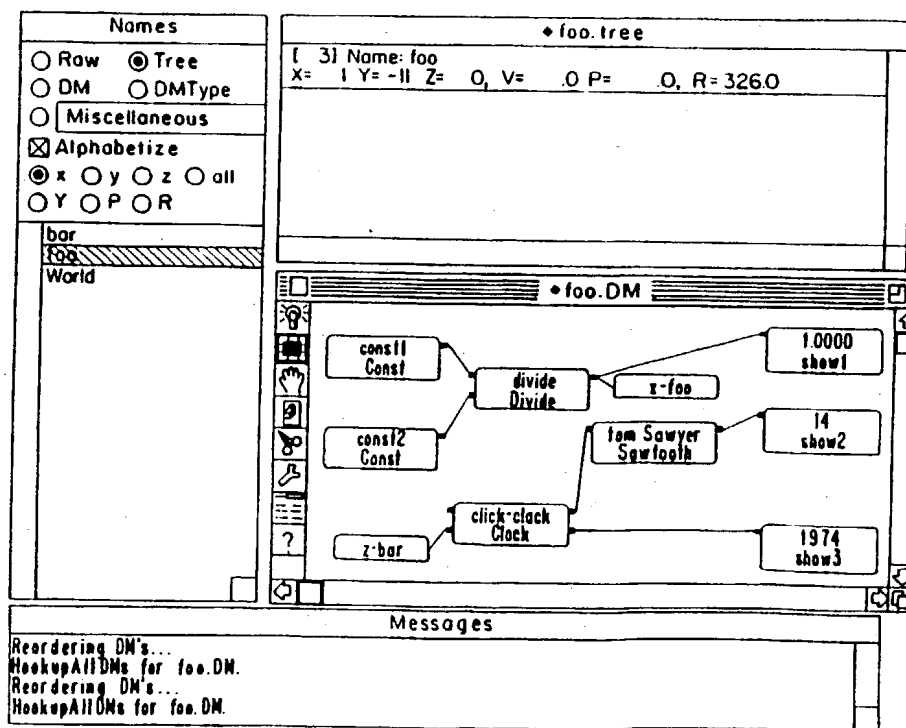 Names
Raw Tree
DM DMType
Miscellaneous
Alphabetize
x y z all
Y P R
bar
foo
World
foo.tree
[ 3] Name: foo
X= 1 Y= -11 Z= 0, V= .0 P= .0, R= 326.0
foo.DM
const1
Const
const2
Const
divide
Divide
x-foo
1.0000
show1
tom Sawyer
Sawtooth
14
show2
click-clack
Clock
z-bar
1974
show3
?
Messages
Reordering DM's...
HookupAllDMs for foo.DM.
Reordering DM's...
HookupAllDMs for foo.DM.